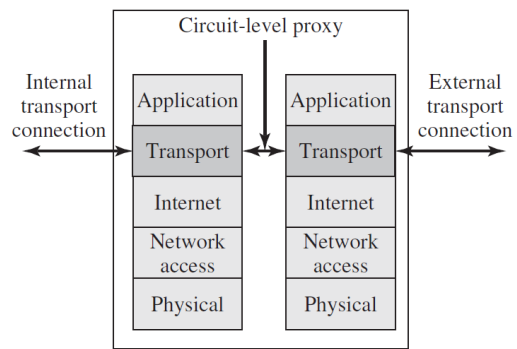 Circuit-level proxy
Internal
transport
connection
External
transport
connection
Application
Transport
Internet
Network
access
Physical
Application
Transport
Internet
Network
access
Physical